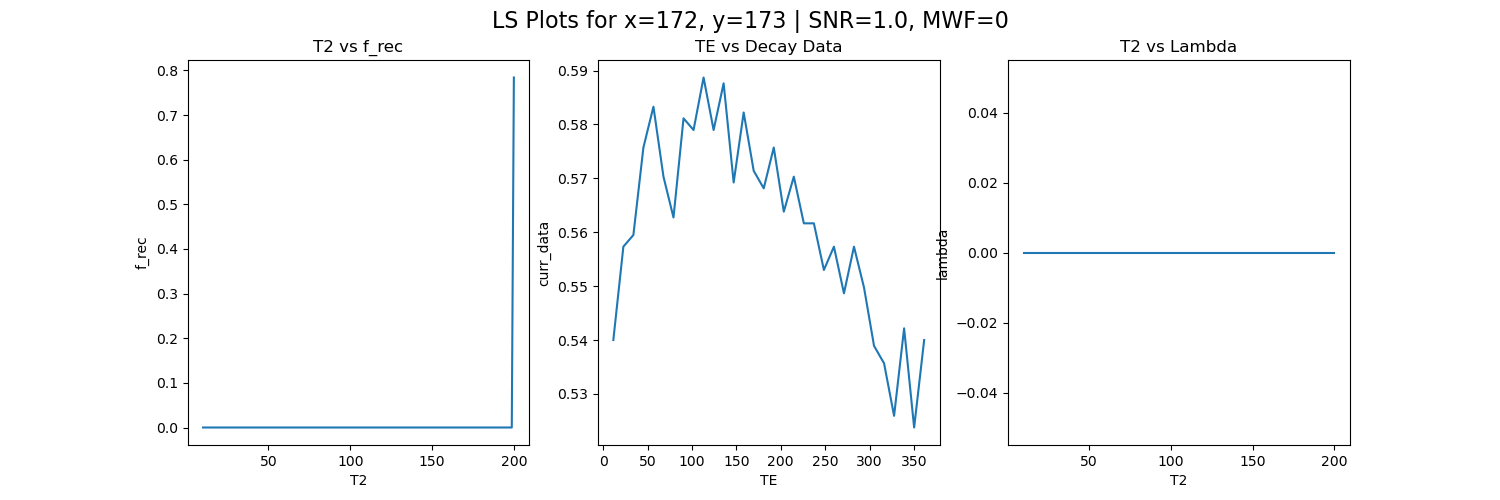 LS Plots for x=172, y=173 | SNR=1.0, MWF=0
T2 vs f_rec
0.8
0.7
0.6
0.5
0.4
0.3
0.2
0.1
0.0
f_rec
50 100 150 200
T2
TE vs Decay Data
0.59
0.58
0.57
0.56
0.55
0.54
0.53
curr_data
0 50 100 150 200 250 300 350
TE
T2 vs Lambda
0.04
0.02
0.00
−0.02
−0.04
lambda
50 100 150 200
T2